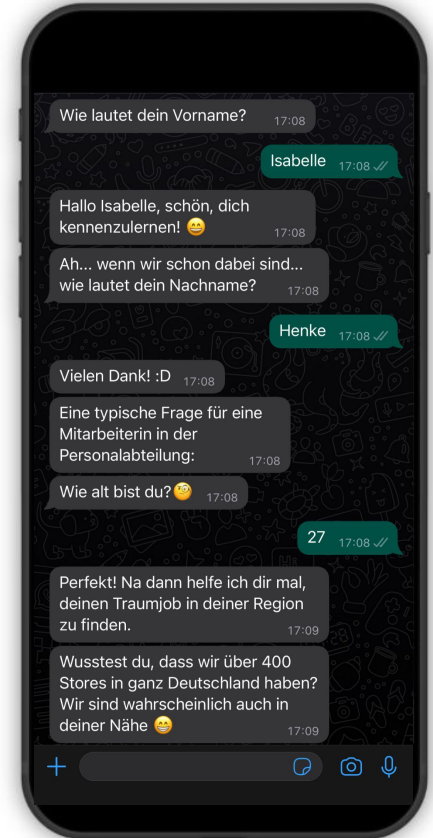 Wie lautet dein Vorname? 17:08
Isabelle 17:08
Hallo Isabelle, schön, dich
kennenzulernen! 😄 17:08
Ah... wenn wir schon dabei sind...
wie lautet dein Nachname? 17:08
Henke 17:08
Vielen Dank! :D 17:08
Eine typische Frage für eine
Mitarbeiterin in der
Personalabteilung: 17:08
Wie alt bist du?🧐 17:08
27 17:08
Perfekt! Na dann helfe ich dir mal,
deinen Traumjob in deiner Region
zu finden. 17:09
Wusstest du, dass wir über 400
Stores in ganz Deutschland haben?
Wir sind wahrscheinlich auch in
deiner Nähe 😁 17:09